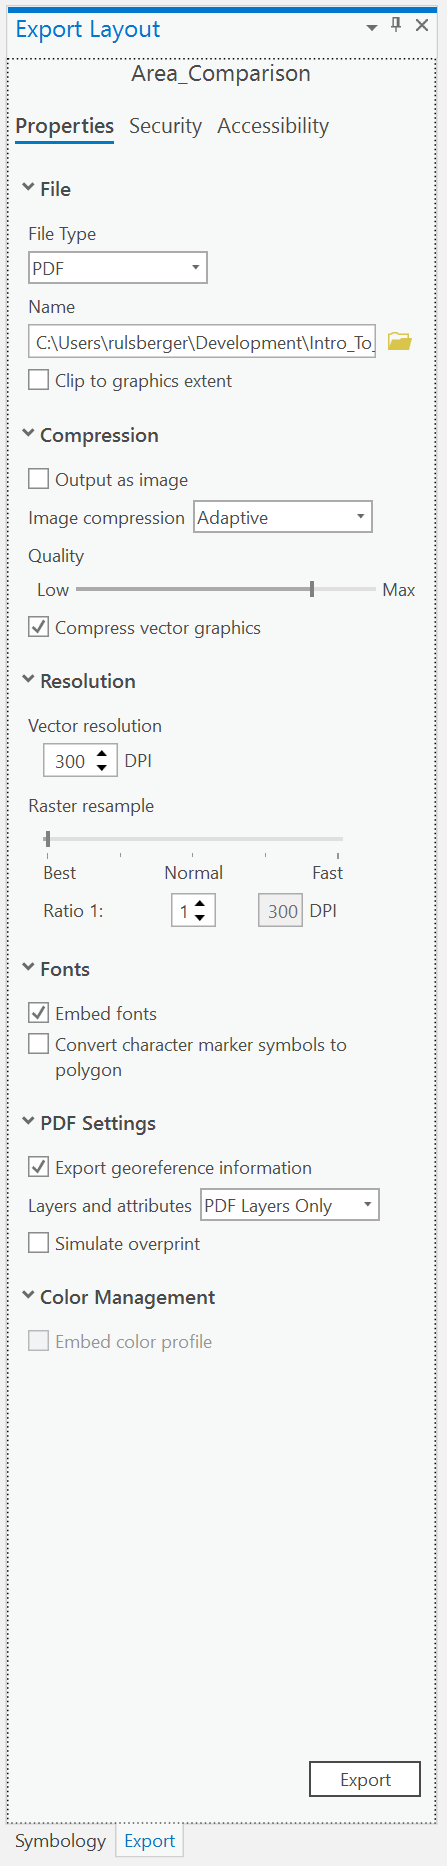 Export Layout
Area_Comparison
Properties Security Accessibility
File
File Type
PDF
Name
C:\Users\rulsberger\Development\Intro_To_
Clip to graphics extent
Compression
Output as image
Image compression Adaptive
Quality
Low Max
Compress vector graphics
Resolution
Vector resolution
300 DPI
Raster resample
Best Normal Fast
Ratio 1: 1 300 DPI
Fonts
Embed fonts
Convert character marker symbols to
polygon
PDF Settings
Export georeference information
Layers and attributes PDF Layers Only
Simulate overprint
Color Management
Embed color profile
Export
Symbology Export